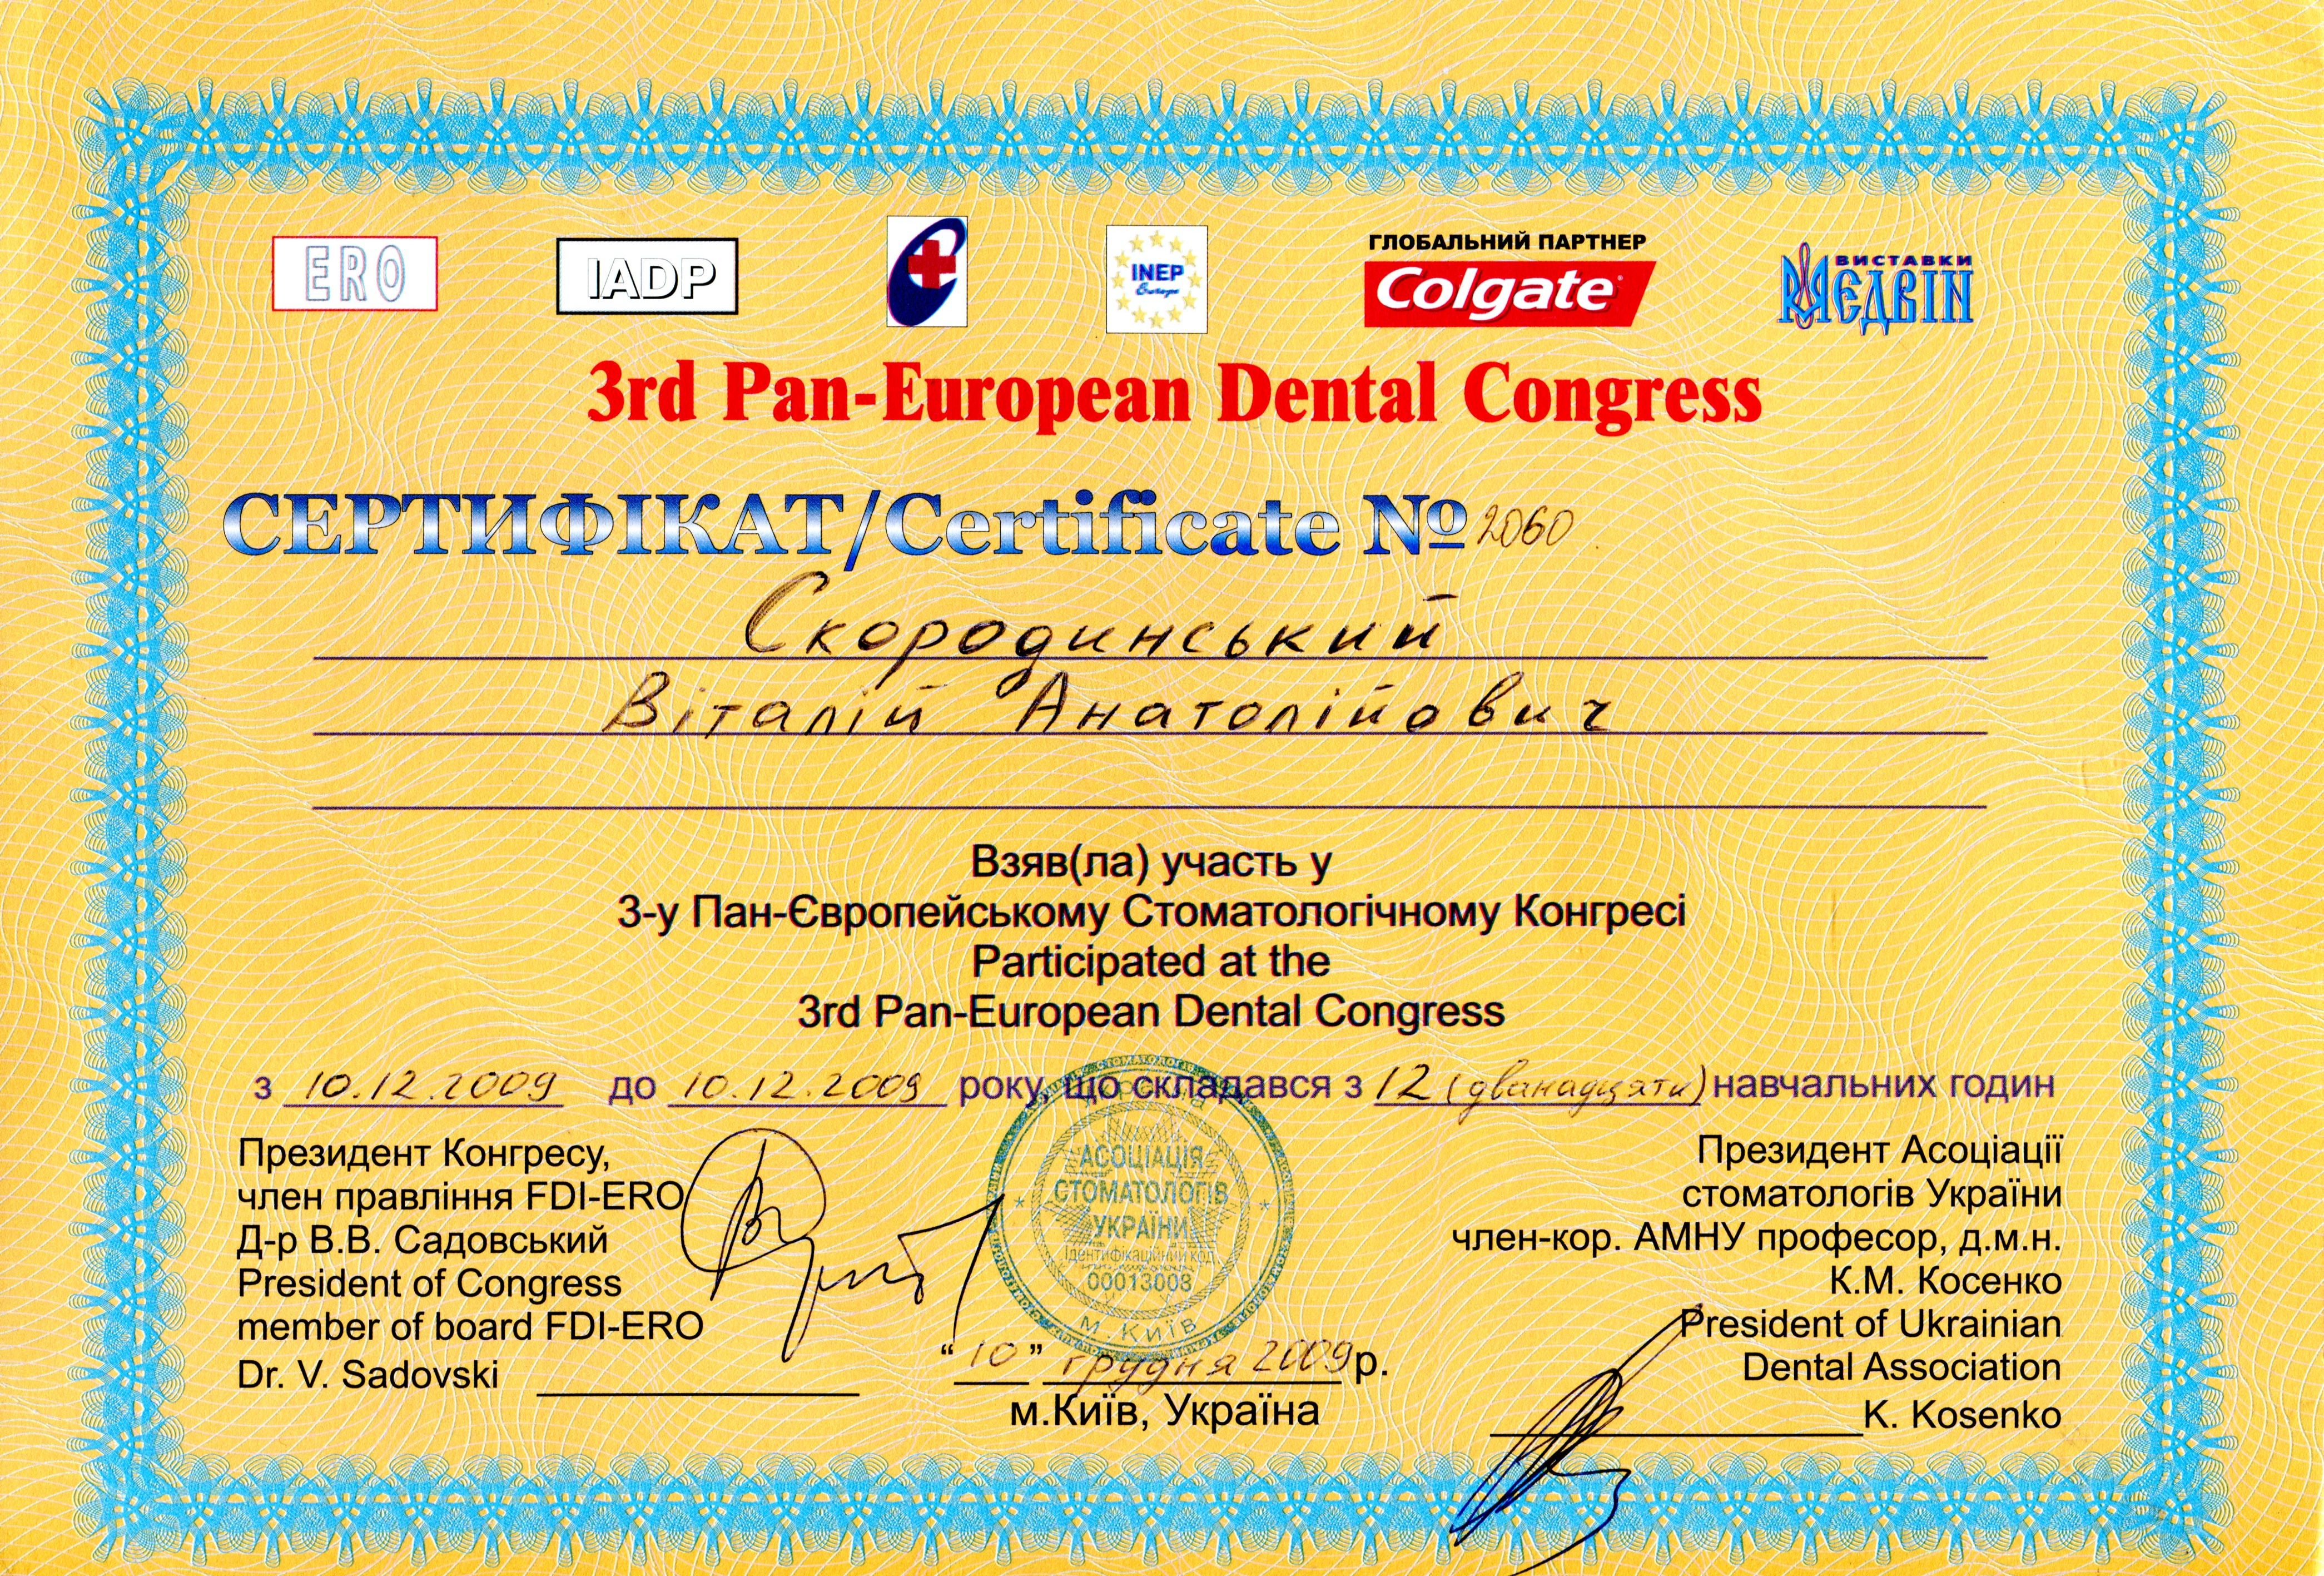 ERO
IADP
INEP
Europe
ГЛОБАЛЬНИЙ ПАРТНЕР
Colgate
ВИСТАВКИ
МЕДВІН
3rd Pan-European Dental Congress
СЕРТИФІКАТ/Certificate № 2060
Скородинський
Віталій Анатолійович
Взяв(ла) участь у
3-у Пан-Європейському Стоматологічному Конгресі
Participated at the
3rd Pan-European Dental Congress
з 10.12.2009 до 10.12.2009 року, що складався з 12 (дванадцяти) навчальних годин
Президент Конгресу,
член правління FDI-ERO
Д-р В.В. Садовський
President of Congress
member of board FDI-ERO
Dr. V. Sadovski
АСОЦІАЦІЯ
СТОМАТОЛОГІВ
УКРАЇНИ
Ідентифікаційний код
00013008
м.Київ
“10” грудня 2009р.
м.Київ, Україна
Президент Асоціації
стоматологів України
член-кор. АМНУ професор, д.м.н.
К.М. Косенко
President of Ukrainian
Dental Association
K. Kosenko